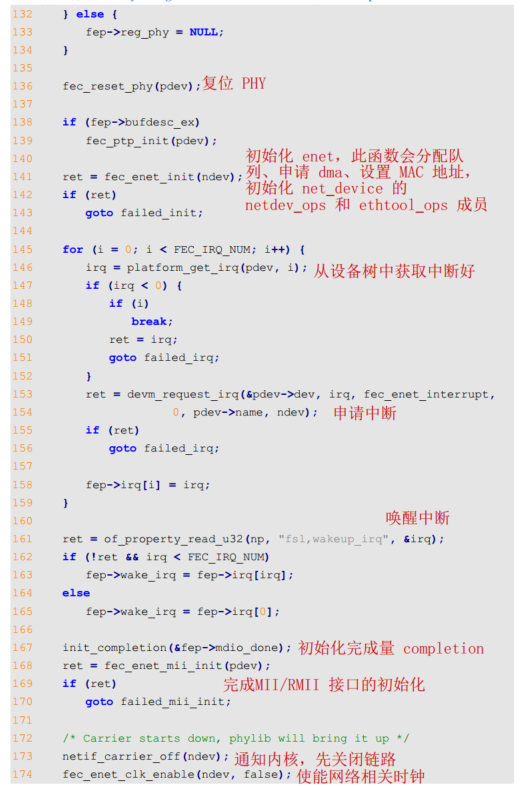 132 } else {
133 fep->reg_phy = NULL;
134 }
135
136 fec_reset_phy(pdev);复位 PHY
137
138 if (fep->bufdesc_ex)
139 fec_ptp_init(pdev);
140 初始化 enet，此函数会分配队
141 ret = fec_enet_init(ndev);列、申请 dma、设置 MAC 地址，
142 if (ret) 初始化 net_device 的
143 goto failed_init; netdev_ops 和 ethtool_ops 成员
144
145 for (i = 0; i < FEC_IRQ_NUM; i++) {
146 irq = platform_get_irq(pdev, i); 从设备树中获取中断好
147 if (irq < 0) {
148 if (i)
149 break;
150 ret = irq;
151 goto failed_irq;
152 }
153 ret = devm_request_irq(&pdev->dev, irq, fec_enet_interrupt,
154 0, pdev->name, ndev); 申请中断
155 if (ret)
156 goto failed_irq;
157
158 fep->irq[i] = irq;
159 }
160 唤醒中断
161 ret = of_property_read_u32(np, "fsl,wakeup_irq", &irq);
162 if (!ret && irq < FEC_IRQ_NUM)
163 fep->wake_irq = fep->irq[irq];
164 else
165 fep->wake_irq = fep->irq[0];
166
167 init_completion(&fep->mdio_done); 初始化完成量 completion
168 ret = fec_enet_mii_init(pdev);
169 if (ret) 完成MII/RMII 接口的初始化
170 goto failed_mii_init;
171
172 /* Carrier starts down, phylib will bring it up */
173 netif_carrier_off(ndev); 通知内核，先关闭链路
174 fec_enet_clk_enable(ndev, false); 使能网络相关时钟